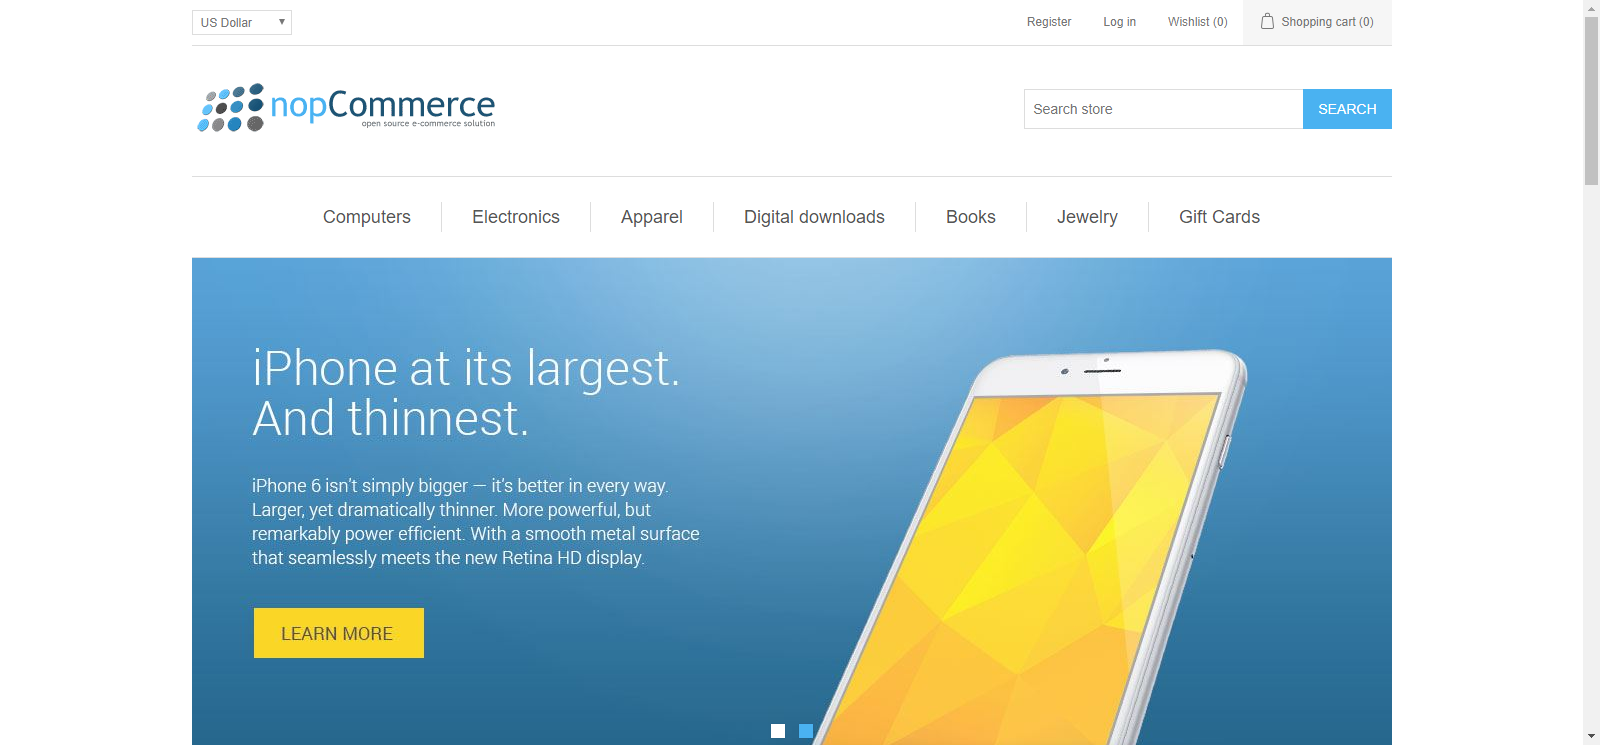 US Dollar
Register
Log in
Wishlist (0)
Shopping cart (0)
nopCommerce
open source e-commerce solution
Search store
SEARCH
Computers
Electronics
Apparel
Digital downloads
Books
Jewelry
Gift Cards
iPhone at its largest.
And thinnest.
iPhone 6 isn’t simply bigger — it’s better in every way.
Larger, yet dramatically thinner. More powerful, but
remarkably power efficient. With a smooth metal surface
that seamlessly meets the new Retina HD display.
LEARN MORE